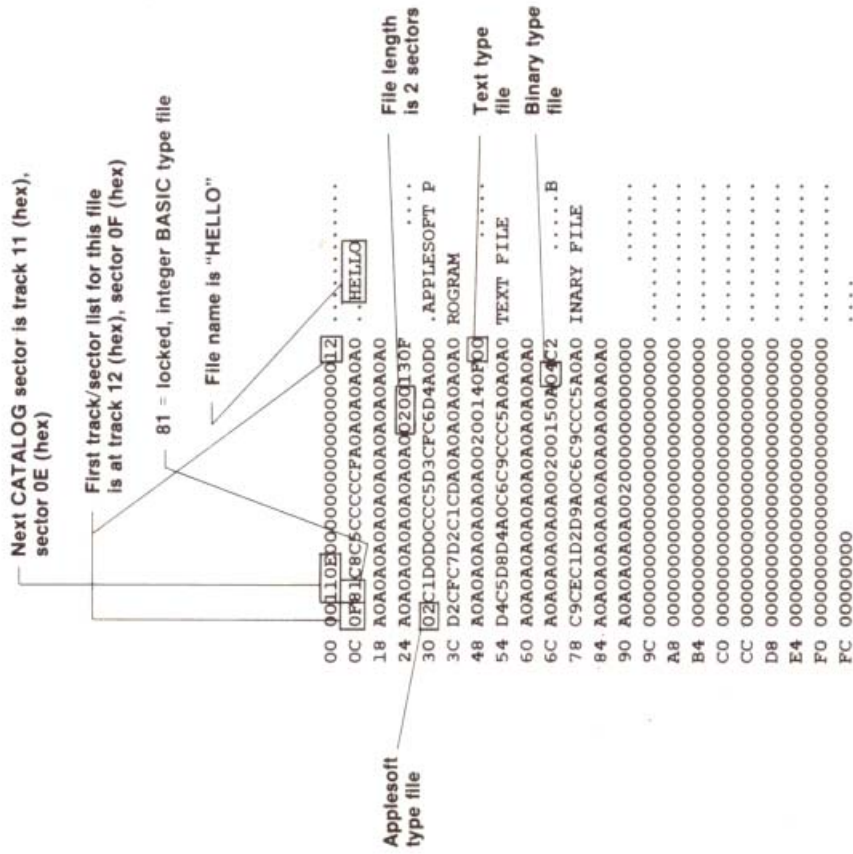 Next CATALOG sector is track 11 (hex),
sector 0E (hex)
First track/sector list for this file
is at track 12 (hex), sector 0F (hex)
81 = locked, integer BASIC type file
File name is "HELLO"
00 00110E000000000000000012 ............
0C 0F81C8C5CCCCCFA0A0A0A0A0 ..HELLO
18 A0A0A0A0A0A0A0A0A0A0A0A0
24 A0A0A0A0A0A0A0A00200130F ....
30 02C1D0D0CCC5D3CFC6D4A0D0 .APPLESOFT P
3C D2CFC7D2C1CDA0A0A0A0A0A0 ROGRAM
48 A0A0A0A0A0A0A00200140F00 .....
54 D4C5D8D4A0C6C9CCC5A0A0A0 TEXT FILE
60 A0A0A0A0A0A0A0A0A0A0A0A0
6C A0A0A0A0A0A00200150A04C2 .....B
78 C9CEC1D2D9A0C6C9CCC5A0A0 INARY FILE
84 A0A0A0A0A0A0A0A0A0A0A0A0
90 A0A0A0A0A002000000000000 .......
9C 000000000000000000000000 ............
A8 000000000000000000000000 ............
B4 000000000000000000000000 ............
C0 000000000000000000000000 ............
CC 000000000000000000000000 ............
D8 000000000000000000000000 ............
E4 000000000000000000000000 ............
F0 000000000000000000000000 ............
FC 00000000 ....
Applesoft
type file
File length
is 2 sectors
Text type
file
Binary type
file